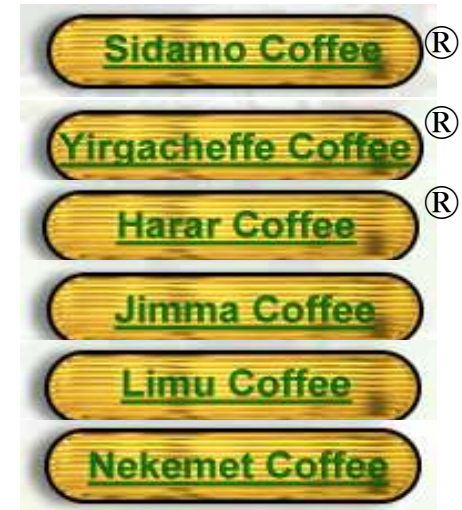 Sidamo Coffee ®
Yirgacheffe Coffee ®
Harar Coffee ®
Jimma Coffee
Limu Coffee
Nekemet Coffee